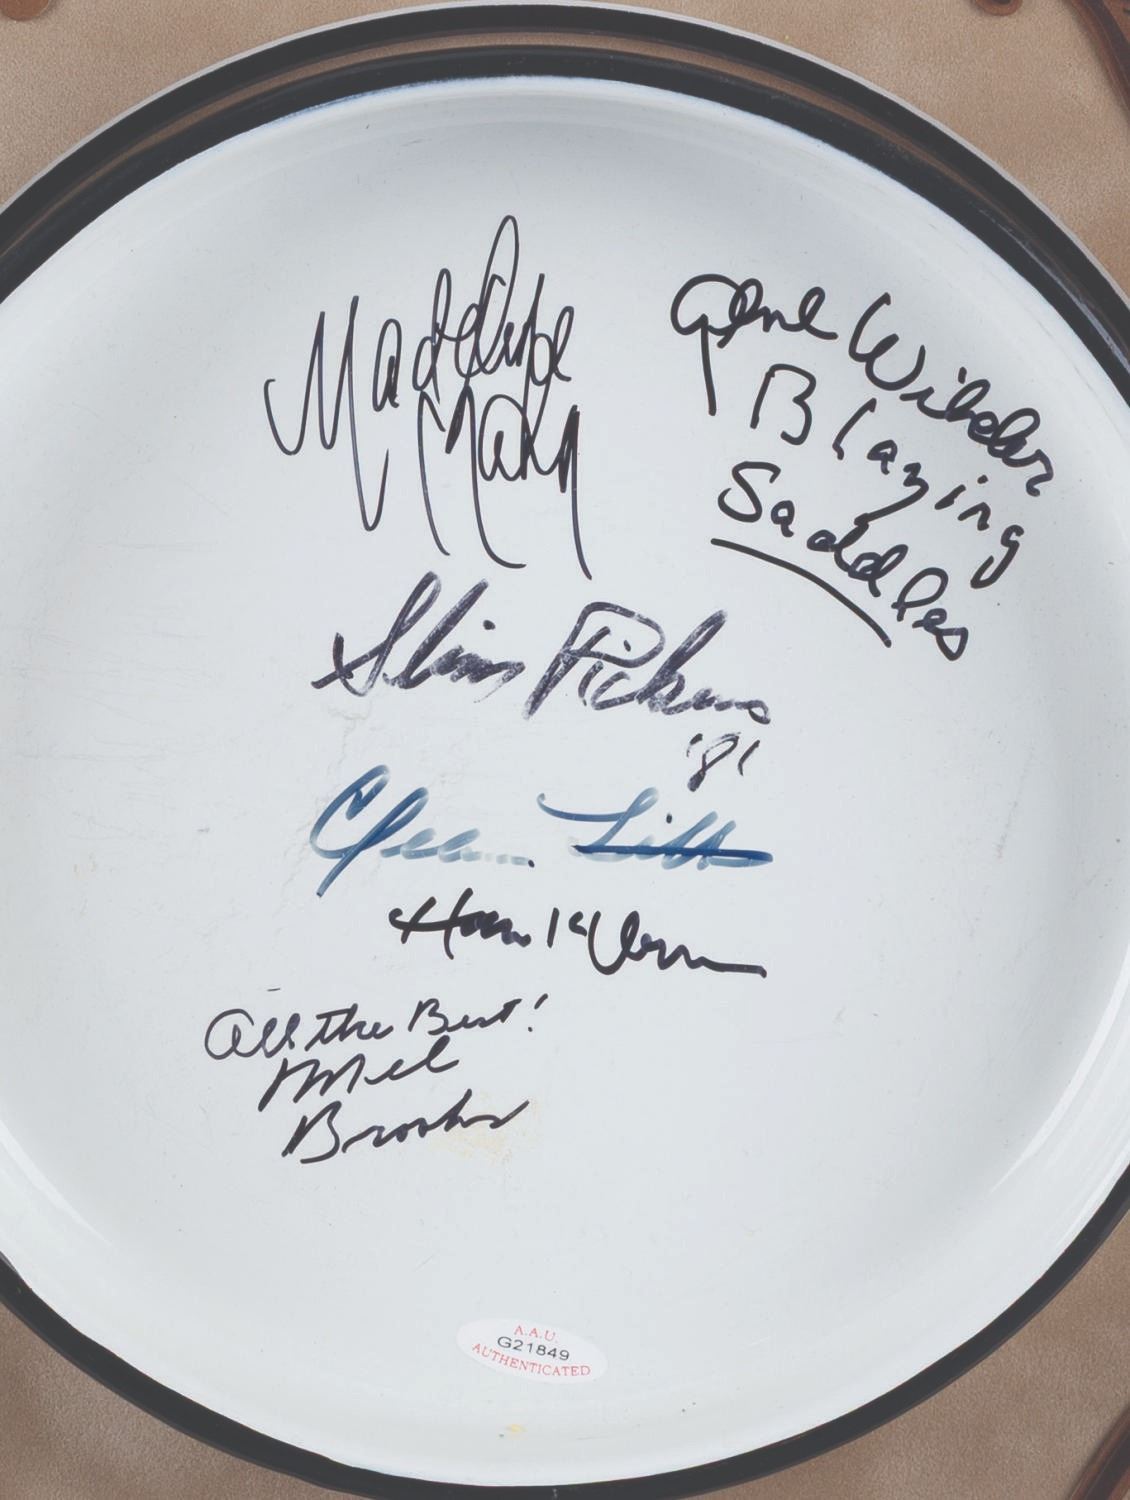 Madeline
Kahn
Gene Wilder
Blazing
Saddles
Slim Pickens
'81
Cleavon Little
Harvey Korman
All the Best!
Mel
Brooks
A.A.U.
G21849
AUTHENTICATED